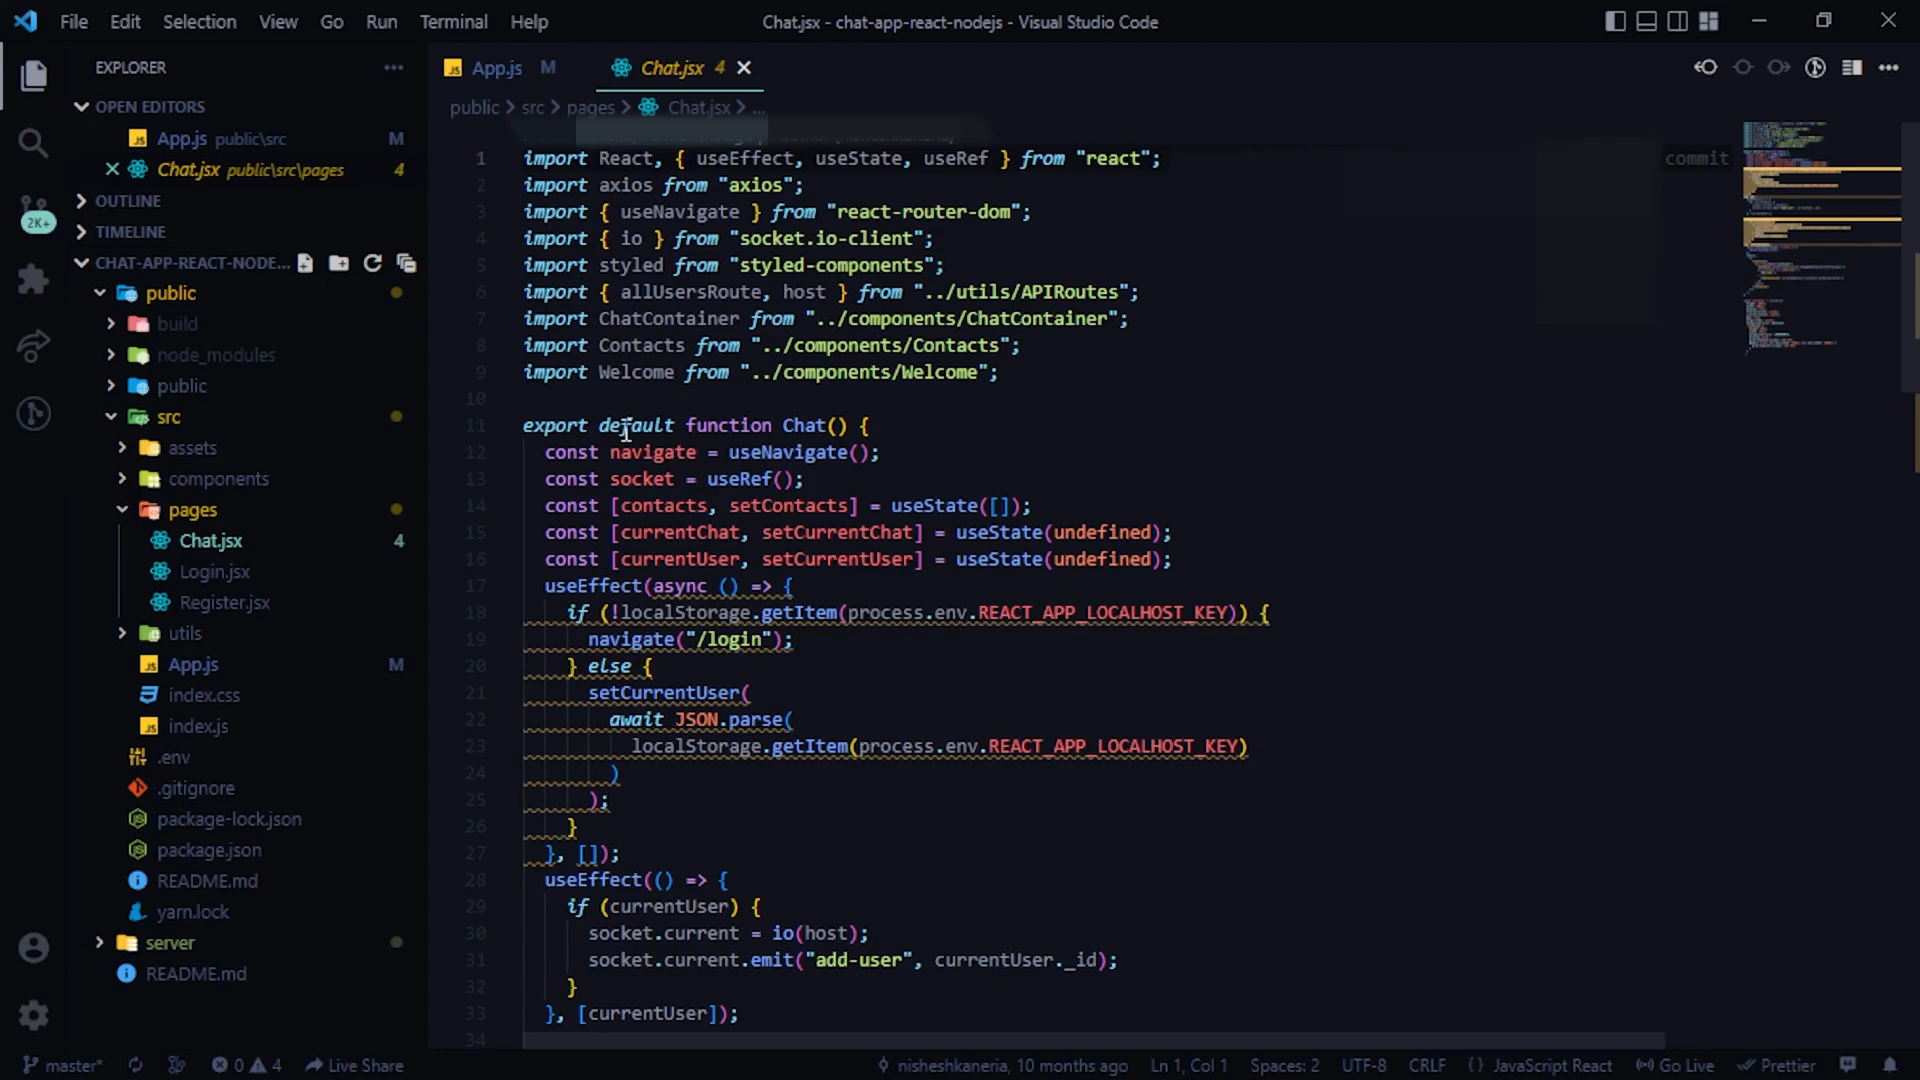 File Edit Selection View Go Run Terminal Help
Chat.jsx - chat-app-react-nodejs - Visual Studio Code
EXPLORER
OPEN EDITORS
App.js public\src M
Chat.jsx public\src\pages 4
OUTLINE
TIMELINE
CHAT-APP-REACT-NODE...
public
build
node_modules
public
src
assets
components
pages
Chat.jsx 4
Login.jsx
Register.jsx
utils
App.js M
index.css
index.js
.env
.gitignore
package-lock.json
package.json
README.md
yarn.lock
server
README.md
2K+
App.js M
Chat.jsx 4
public > src > pages > Chat.jsx > ...
1 import React, { useEffect, useState, useRef } from "react";
commit
2 import axios from "axios";
3 import { useNavigate } from "react-router-dom";
4 import { io } from "socket.io-client";
5 import styled from "styled-components";
6 import { allUsersRoute, host } from "../utils/APIRoutes";
7 import ChatContainer from "../components/ChatContainer";
8 import Contacts from "../components/Contacts";
9 import Welcome from "../components/Welcome";
10
11 export default function Chat() {
12 const navigate = useNavigate();
13 const socket = useRef();
14 const [contacts, setContacts] = useState([]);
15 const [currentChat, setCurrentChat] = useState(undefined);
16 const [currentUser, setCurrentUser] = useState(undefined);
17 useEffect(async () => {
18 if (!localStorage.getItem(process.env.REACT_APP_LOCALHOST_KEY)) {
19 navigate("/login");
20 } else {
21 setCurrentUser(
22 await JSON.parse(
23 localStorage.getItem(process.env.REACT_APP_LOCALHOST_KEY)
24 )
25 );
26 }
27 }, []);
28 useEffect(() => {
29 if (currentUser) {
30 socket.current = io(host);
31 socket.current.emit("add-user", currentUser._id);
32 }
33 }, [currentUser]);
34
master* 0 4 Live Share nisheshkaneria, 10 months ago Ln 1, Col 1 Spaces: 2 UTF-8 CRLF {} JavaScript React Go Live Prettier